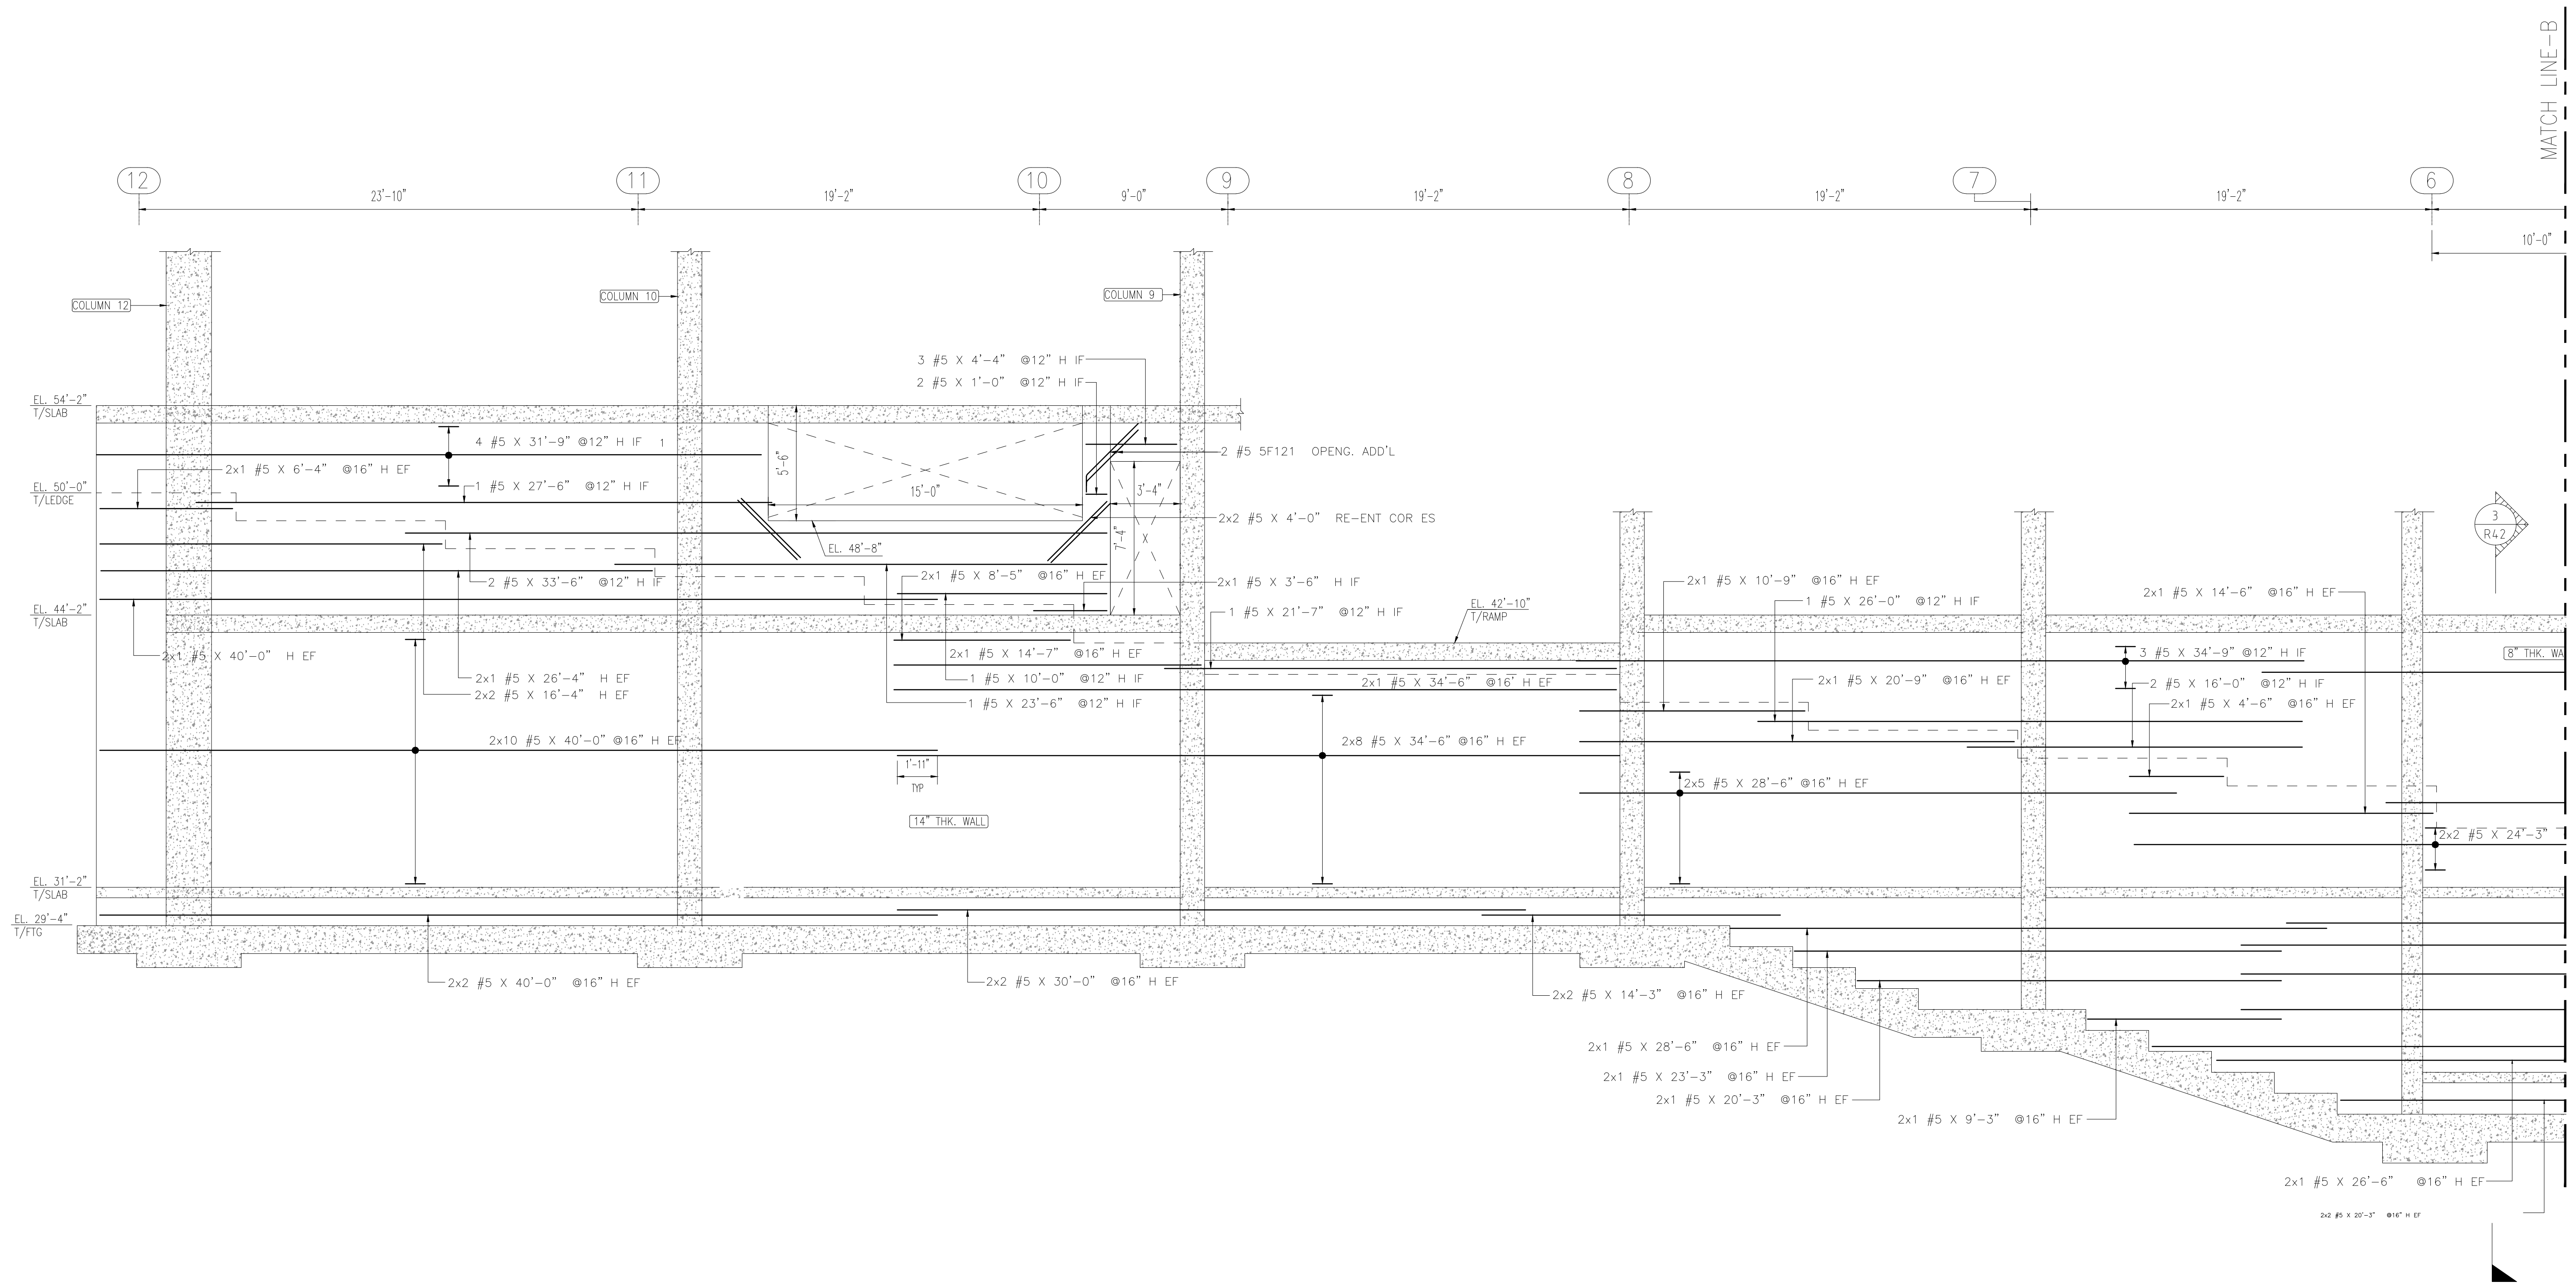 MATCH LINE-B
12
11
10
9
8
7
6
23'-10"
19'-2"
9'-0"
19'-2"
19'-2"
19'-2"
10'-0"
COLUMN 12
COLUMN 10
COLUMN 9
3 #5 X 4'-4" @12" H IF
2 #5 X 1'-0" @12" H IF
EL. 54'-2"
T/SLAB
4 #5 X 31'-9" @12" H IF 1
2 #5 5F121 OPENG. ADD'L
2x1 #5 X 6'-4" @16" H EF
5'-6"
EL. 50'-0"
T/LEDGE
1 #5 X 27'-6" @12" H IF
15'-0"
3'-4"
2x2 #5 X 4'-0" RE-ENT COR ES
3
R42
7'-4"
EL. 48'-8"
2 #5 X 33'-6" @12" H IF
2x1 #5 X 8'-5" @16" H EF
2x1 #5 X 3'-6" H IF
2x1 #5 X 10'-9" @16" H EF
2x1 #5 X 14'-6" @16" H EF
EL. 44'-2"
T/SLAB
1 #5 X 21'-7" @12" H IF
EL. 42'-10"
T/RAMP
1 #5 X 26'-0" @12" H IF
2x1 #5 X 40'-0" H EF
2x1 #5 X 14'-7" @16" H EF
3 #5 X 34'-9" @12" H IF
8" THK. WA
2x1 #5 X 26'-4" H EF
1 #5 X 10'-0" @12" H IF
2x1 #5 X 34'-6" @16' H EF
2x1 #5 X 20'-9" @16" H EF
2 #5 X 16'-0" @12" H IF
2x2 #5 X 16'-4" H EF
1 #5 X 23'-6" @12" H IF
2x1 #5 X 4'-6" @16" H EF
2x10 #5 X 40'-0" @16" H EF
2x8 #5 X 34'-6" @16" H EF
1'-11"
TYP
2x5 #5 X 28'-6" @16" H EF
14" THK. WALL
2x2 #5 X 24'-3"
EL. 31'-2"
T/SLAB
EL. 29'-4"
T/FTG
2x2 #5 X 40'-0" @16" H EF
2x2 #5 X 30'-0" @16" H EF
2x2 #5 X 14'-3" @16" H EF
2x1 #5 X 28'-6" @16" H EF
2x1 #5 X 23'-3" @16" H EF
2x1 #5 X 20'-3" @16" H EF
2x1 #5 X 9'-3" @16" H EF
2x1 #5 X 26'-6" @16" H EF
2x2 #5 X 20'-3" @16" H EF